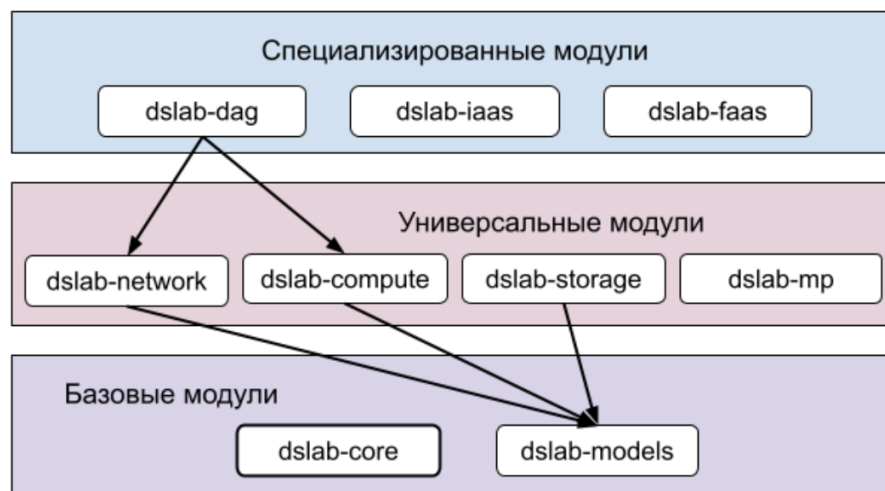 Специализированные модули
dslab-dag
dslab-iaas
dslab-faas
Универсальные модули
dslab-network
dslab-compute
dslab-storage
dslab-mp
Базовые модули
dslab-core
dslab-models